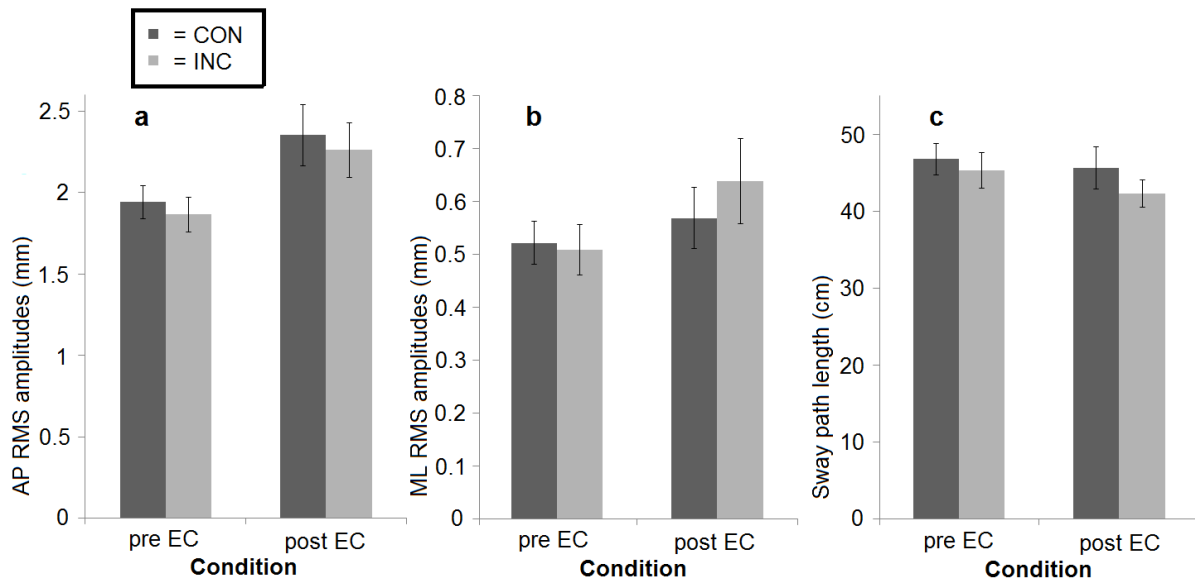 = CON
= INC
a
AP RMS amplitudes (mm)
2.5
2
1.5
1
0.5
0
pre EC
post EC
Condition
b
ML RMS amplitudes (mm)
0.8
0.7
0.6
0.5
0.4
0.3
0.2
0.1
0
pre EC
post EC
Condition
c
Sway path length (cm)
50
40
30
20
10
0
pre EC
post EC
Condition